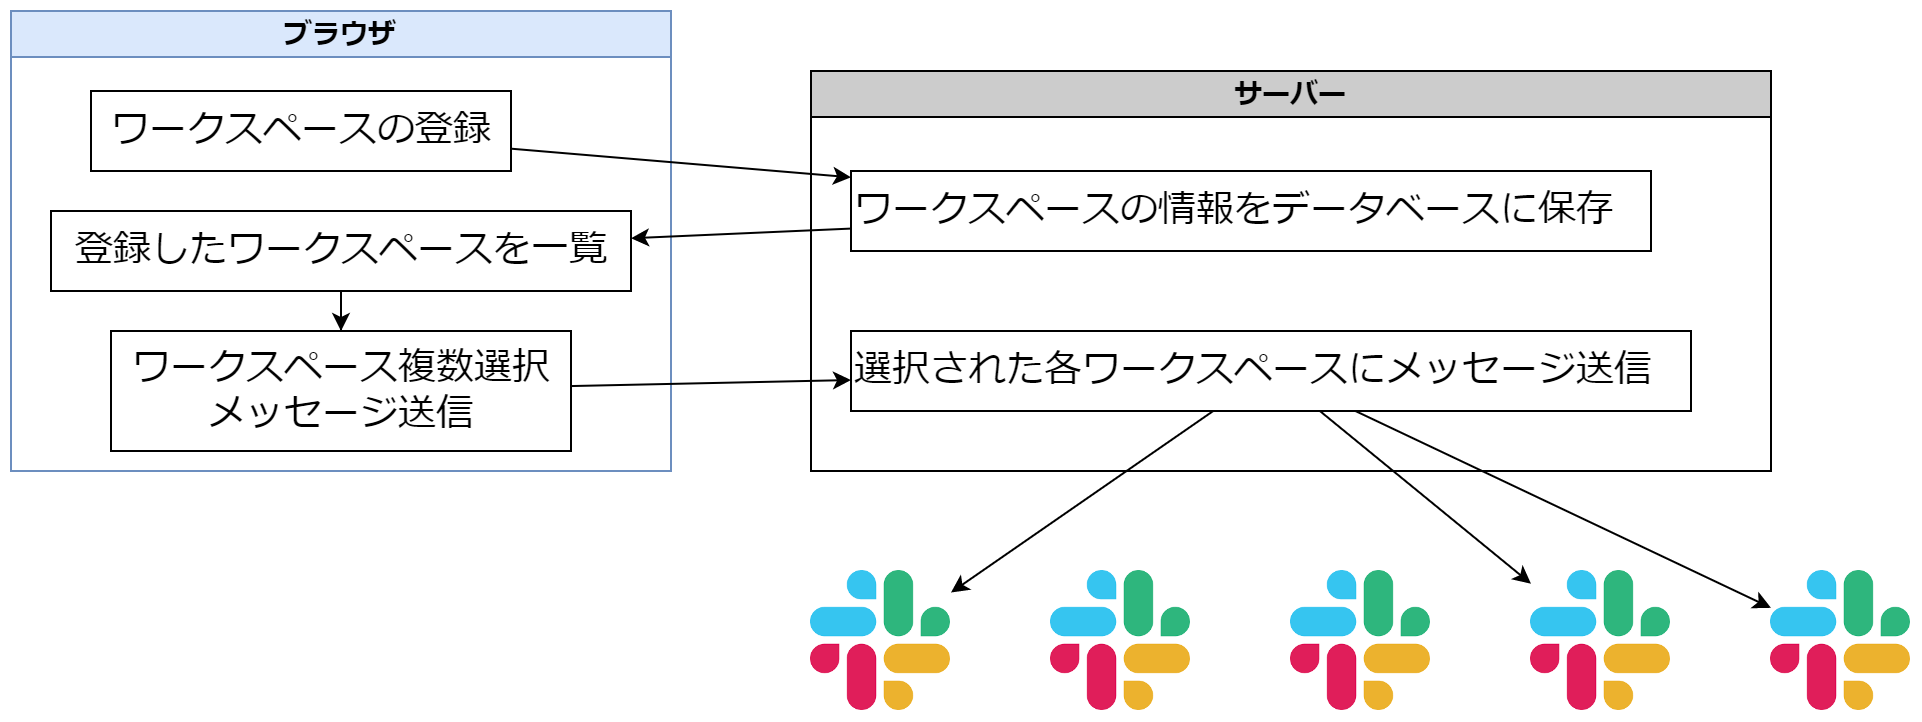 ブラウザ
ワークスペースの登録
登録したワークスペースを一覧
ワークスペース複数選択
メッセージ送信
サーバー
ワークスペースの情報をデータベースに保存
選択された各ワークスペースにメッセージ送信